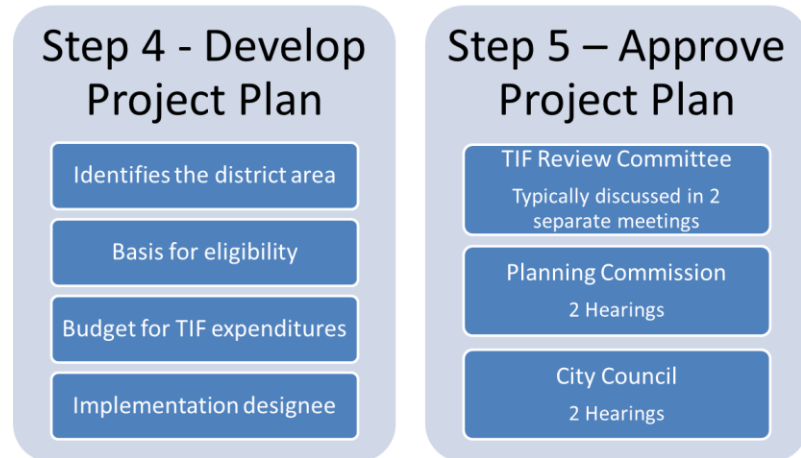 Step 4 - Develop
Project Plan
Identifies the district area
Basis for eligibility
Budget for TIF expenditures
Implementation designee
Step 5 – Approve
Project Plan
TIF Review Committee
Typically discussed in 2
separate meetings
Planning Commission
2 Hearings
City Council
2 Hearings